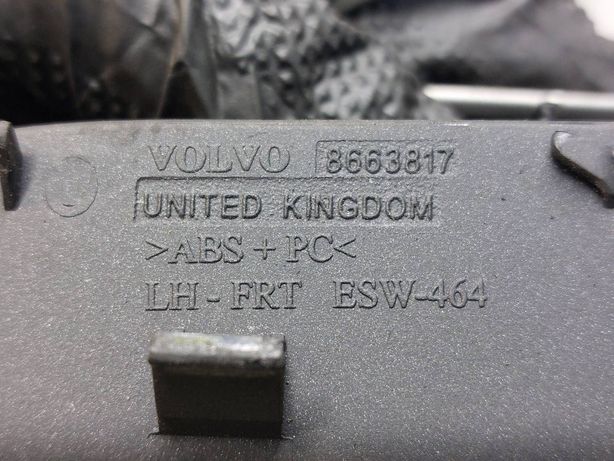 VOLVO 8663817
UNITED KINGDOM
>ABS + PC<
LH - FRT ESW-464